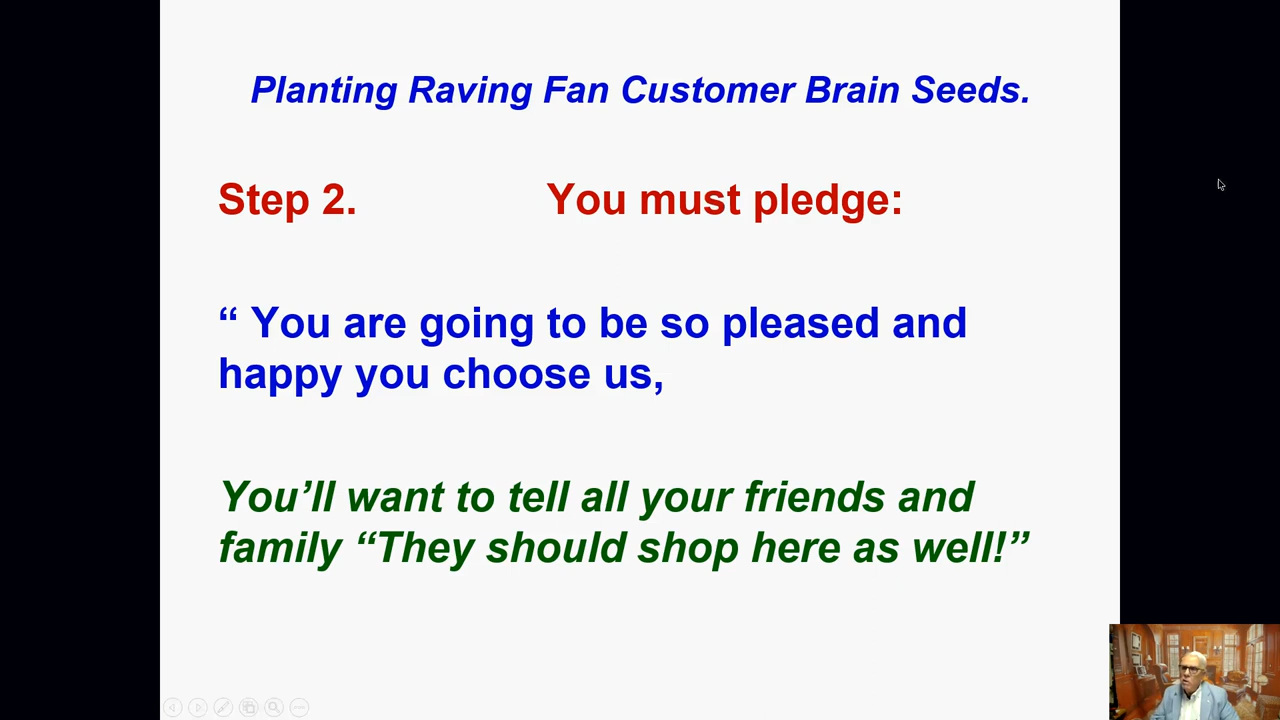 Planting Raving Fan Customer Brain Seeds.
Step 2. You must pledge:
“ You are going to be so pleased and
happy you choose us,
You’ll want to tell all your friends and
family “They should shop here as well!”